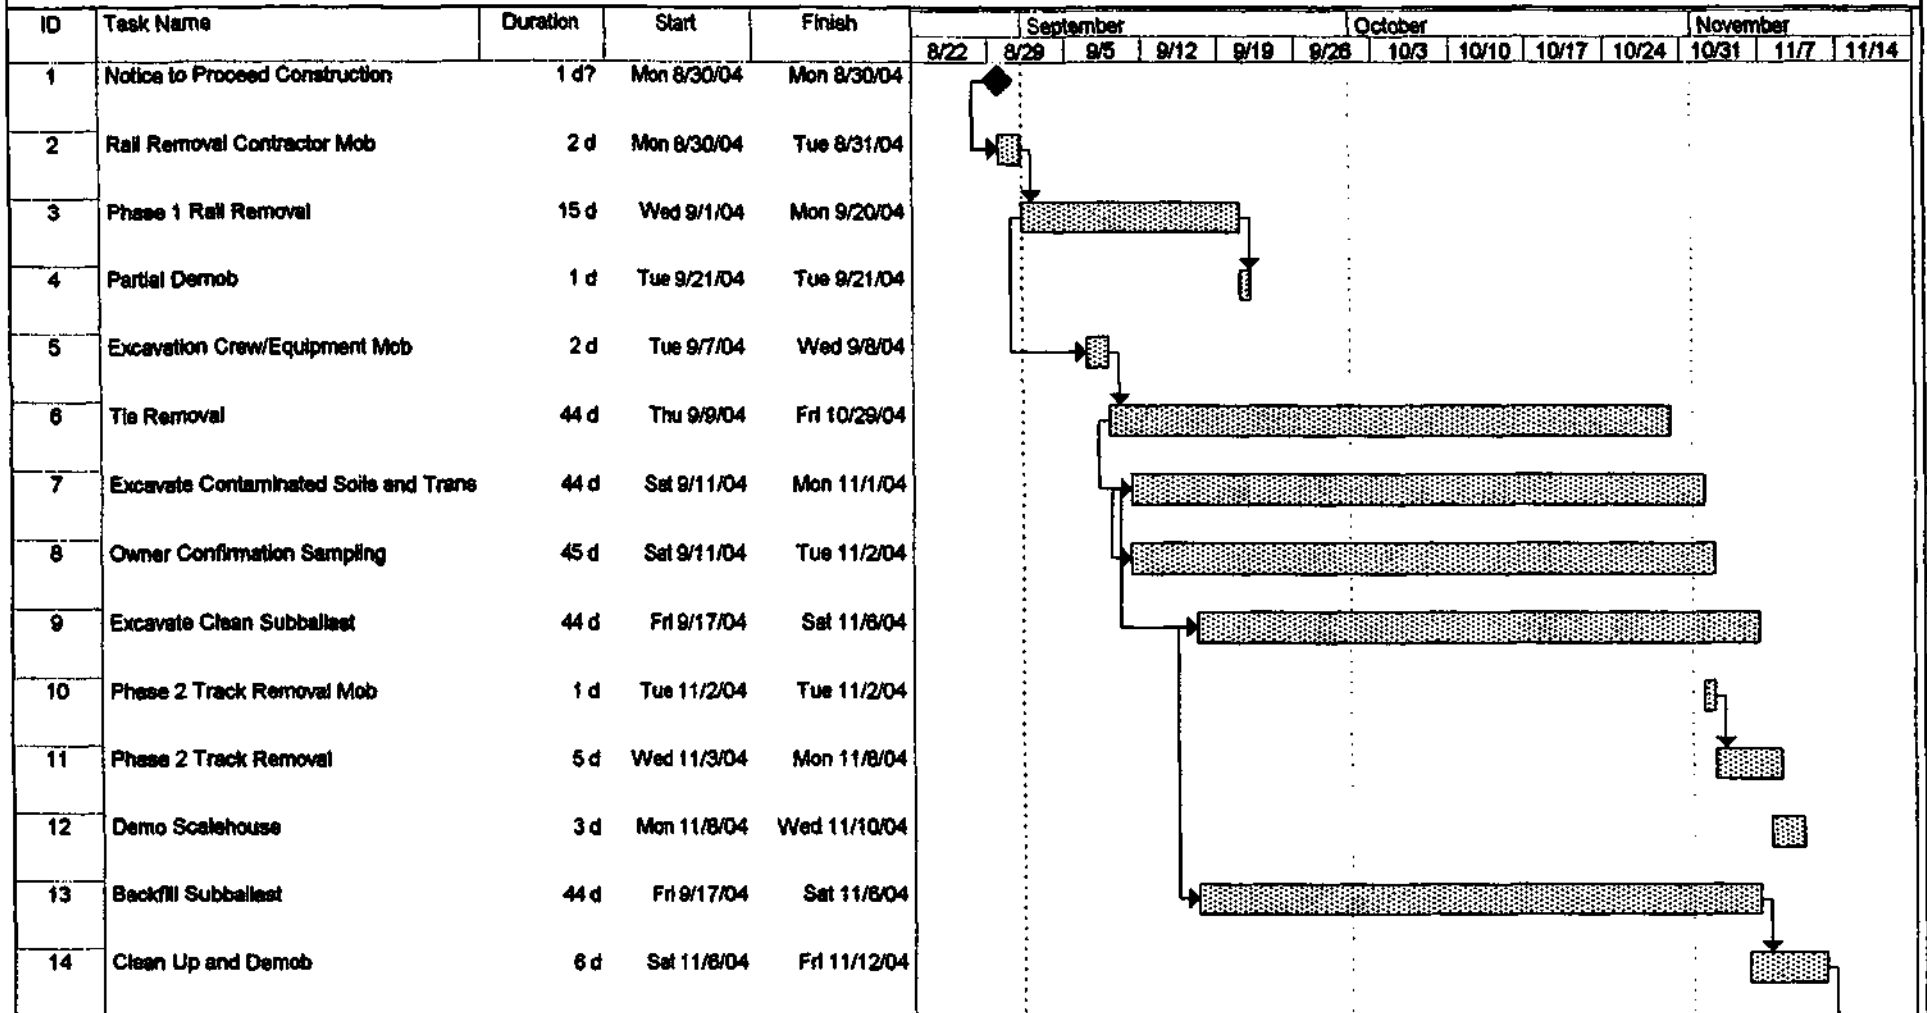 ID Task Name Duration Start Finish September October November
8/22 8/29 9/5 9/12 9/19 9/26 10/3 10/10 10/17 10/24 10/31 11/7 11/14
1 Notice to Proceed Construction 1 d? Mon 8/30/04 Mon 8/30/04
2 Rail Removal Contractor Mob 2 d Mon 8/30/04 Tue 8/31/04
3 Phase 1 Rail Removal 15 d Wed 9/1/04 Mon 9/20/04
4 Partial Demob 1 d Tue 9/21/04 Tue 9/21/04
5 Excavation Crew/Equipment Mob 2 d Tue 9/7/04 Wed 9/8/04
6 Tie Removal 44 d Thu 9/9/04 Fri 10/29/04
7 Excavate Contaminated Soils and Trans 44 d Sat 9/11/04 Mon 11/1/04
8 Owner Confirmation Sampling 45 d Sat 9/11/04 Tue 11/2/04
9 Excavate Clean Subballast 44 d Fri 9/17/04 Sat 11/6/04
10 Phase 2 Track Removal Mob 1 d Tue 11/2/04 Tue 11/2/04
11 Phase 2 Track Removal 5 d Wed 11/3/04 Mon 11/8/04
12 Demo Scalehouse 3 d Mon 11/8/04 Wed 11/10/04
13 Backfill Subballast 44 d Fri 9/17/04 Sat 11/6/04
14 Clean Up and Demob 6 d Sat 11/6/04 Fri 11/12/04